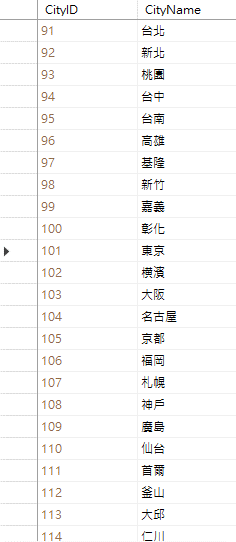 CityID CityName
91 台北
92 新北
93 桃園
94 台中
95 台南
96 高雄
97 基隆
98 新竹
99 嘉義
100 彰化
101 東京
102 橫濱
103 大阪
104 名古屋
105 京都
106 福岡
107 札幌
108 神戶
109 廣島
110 仙台
111 首爾
112 釜山
113 大邱
114 仁川